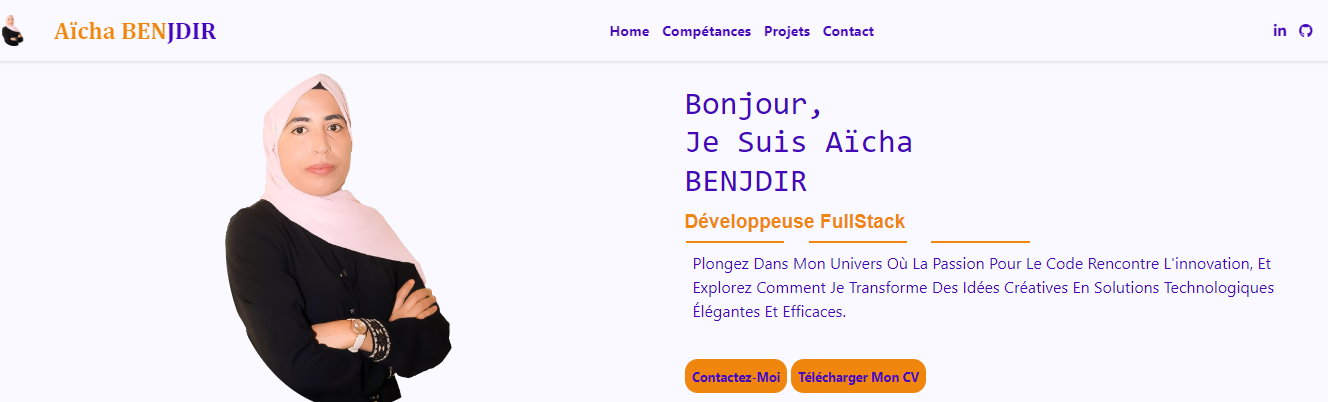 Aïcha BENJDIR
Home Compétances Projets Contact
in
Bonjour,
Je Suis Aïcha
BENJDIR
Développeuse FullStack
Plongez Dans Mon Univers Où La Passion Pour Le Code Rencontre L'innovation, Et
Explorez Comment Je Transforme Des Idées Créatives En Solutions Technologiques
Élégantes Et Efficaces.
Contactez-Moi Télécharger Mon CV